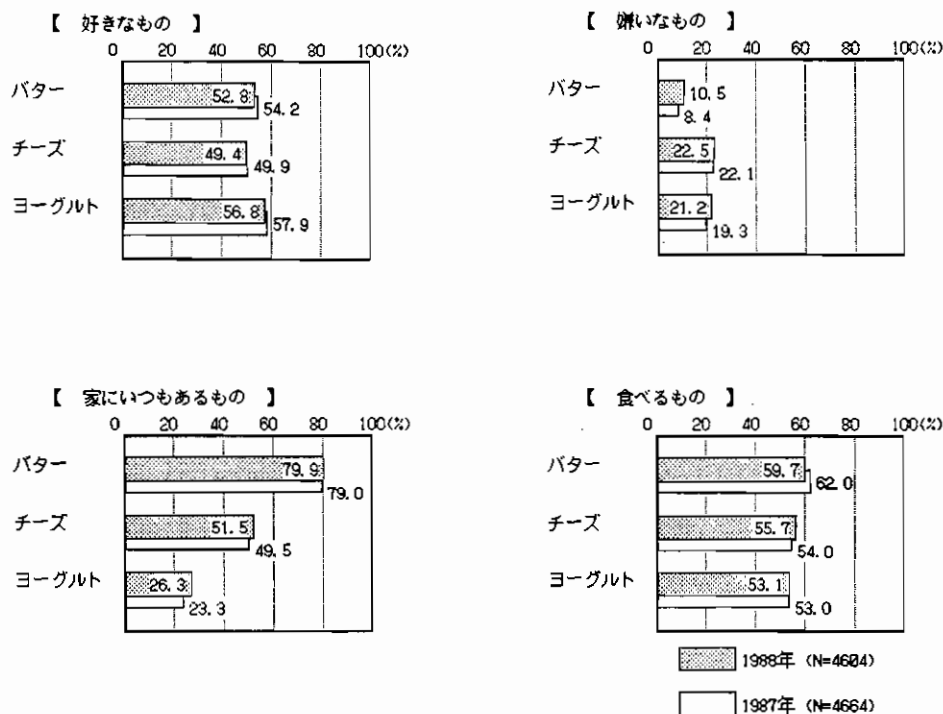 【 好きなもの 】
0 20 40 60 80 100(%)
バター 52.8 54.2
チーズ 49.4 49.9
ヨーグルト 56.8 57.9
【 嫌いなもの 】
0 20 40 60 80 100(%)
バター 10.5 8.4
チーズ 22.5 22.1
ヨーグルト 21.2 19.3
【 家にいつもあるもの 】
0 20 40 60 80 100(%)
バター 79.9 79.0
チーズ 51.5 49.5
ヨーグルト 26.3 23.3
【 食べるもの 】
0 20 40 60 80 100(%)
バター 59.7 62.0
チーズ 55.7 54.0
ヨーグルト 53.1 53.0
1988年 (N=4604)
1987年 (N=4664)